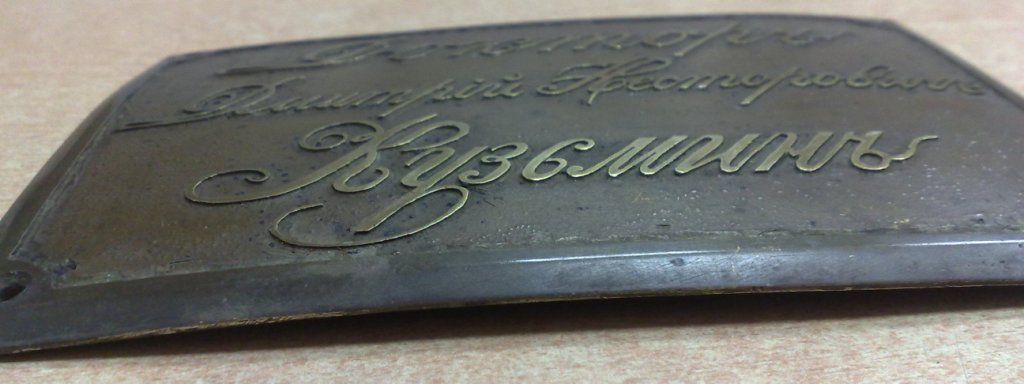 Докторъ
Дмитрій Несторовичъ
Кузьминъ